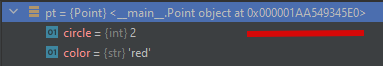 pt = {Point} <__main__.Point object at 0x000001AA549345E0>
01 circle = {int} 2
01 color = {str} 'red'